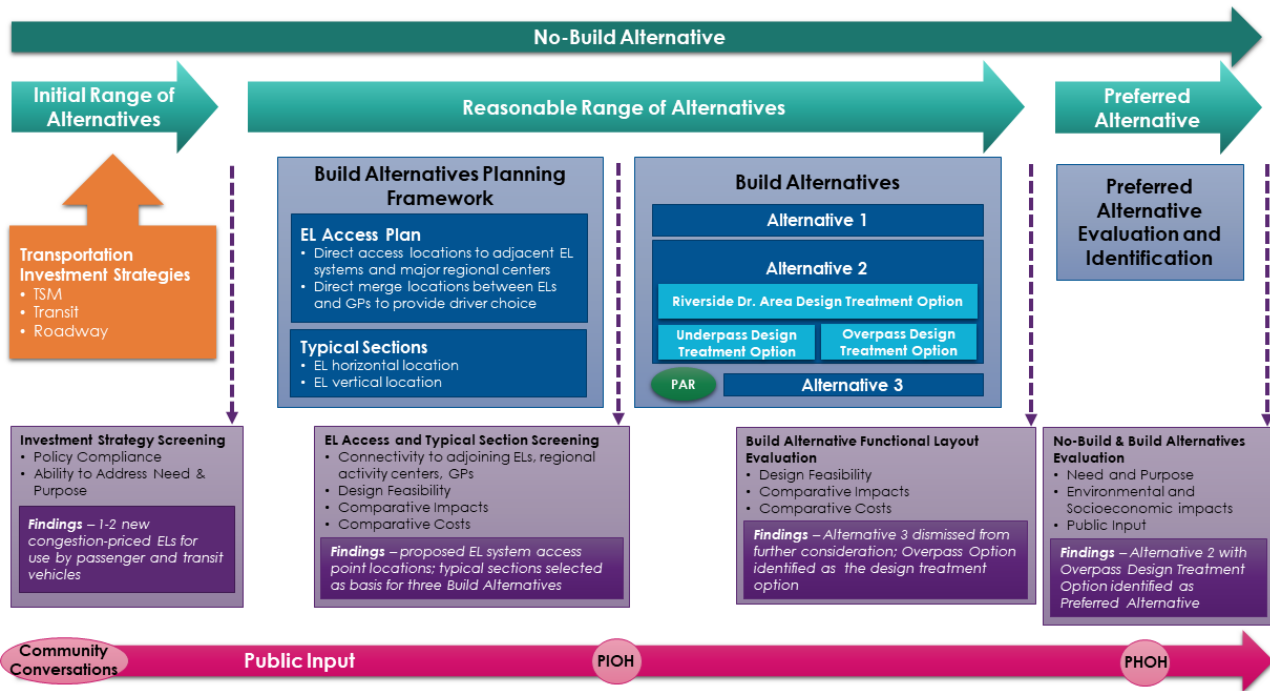 No-Build Alternative
Initial Range of
Alternatives
Reasonable Range of Alternatives
Preferred
Alternative
Transportation
Investment Strategies
• TSM
• Transit
• Roadway
Build Alternatives Planning
Framework
EL Access Plan
• Direct access locations to adjacent EL
systems and major regional centers
• Direct merge locations between ELs
and GPs to provide driver choice
Typical Sections
• EL horizontal location
• EL vertical location
Build Alternatives
Alternative 1
Alternative 2
Riverside Dr. Area Design Treatment Option
Underpass Design
Treatment Option
Overpass Design
Treatment Option
PAR
Alternative 3
Preferred
Alternative
Evaluation and
Identification
Investment Strategy Screening
• Policy Compliance
• Ability to Address Need &
Purpose
Findings – 1-2 new
congestion-priced ELs for
use by passenger and transit
vehicles
EL Access and Typical Section Screening
• Connectivity to adjoining ELs, regional
activity centers, GPs
• Design Feasibility
• Comparative Impacts
• Comparative Costs
Findings – proposed EL system access
point locations; typical sections selected
as basis for three Build Alternatives
Build Alternative Functional Layout
Evaluation
• Design Feasibility
• Comparative Impacts
• Comparative Costs
Findings – Alternative 3 dismissed from
further consideration; Overpass Option
identified as the design treatment
option
No-Build & Build Alternatives
Evaluation
• Need and Purpose
• Environmental and
Socioeconomic impacts
• Public Input
Findings – Alternative 2 with
Overpass Design Treatment
Option identified as
Preferred Alternative
Community
Conversations
Public Input
PIOH
PHOH